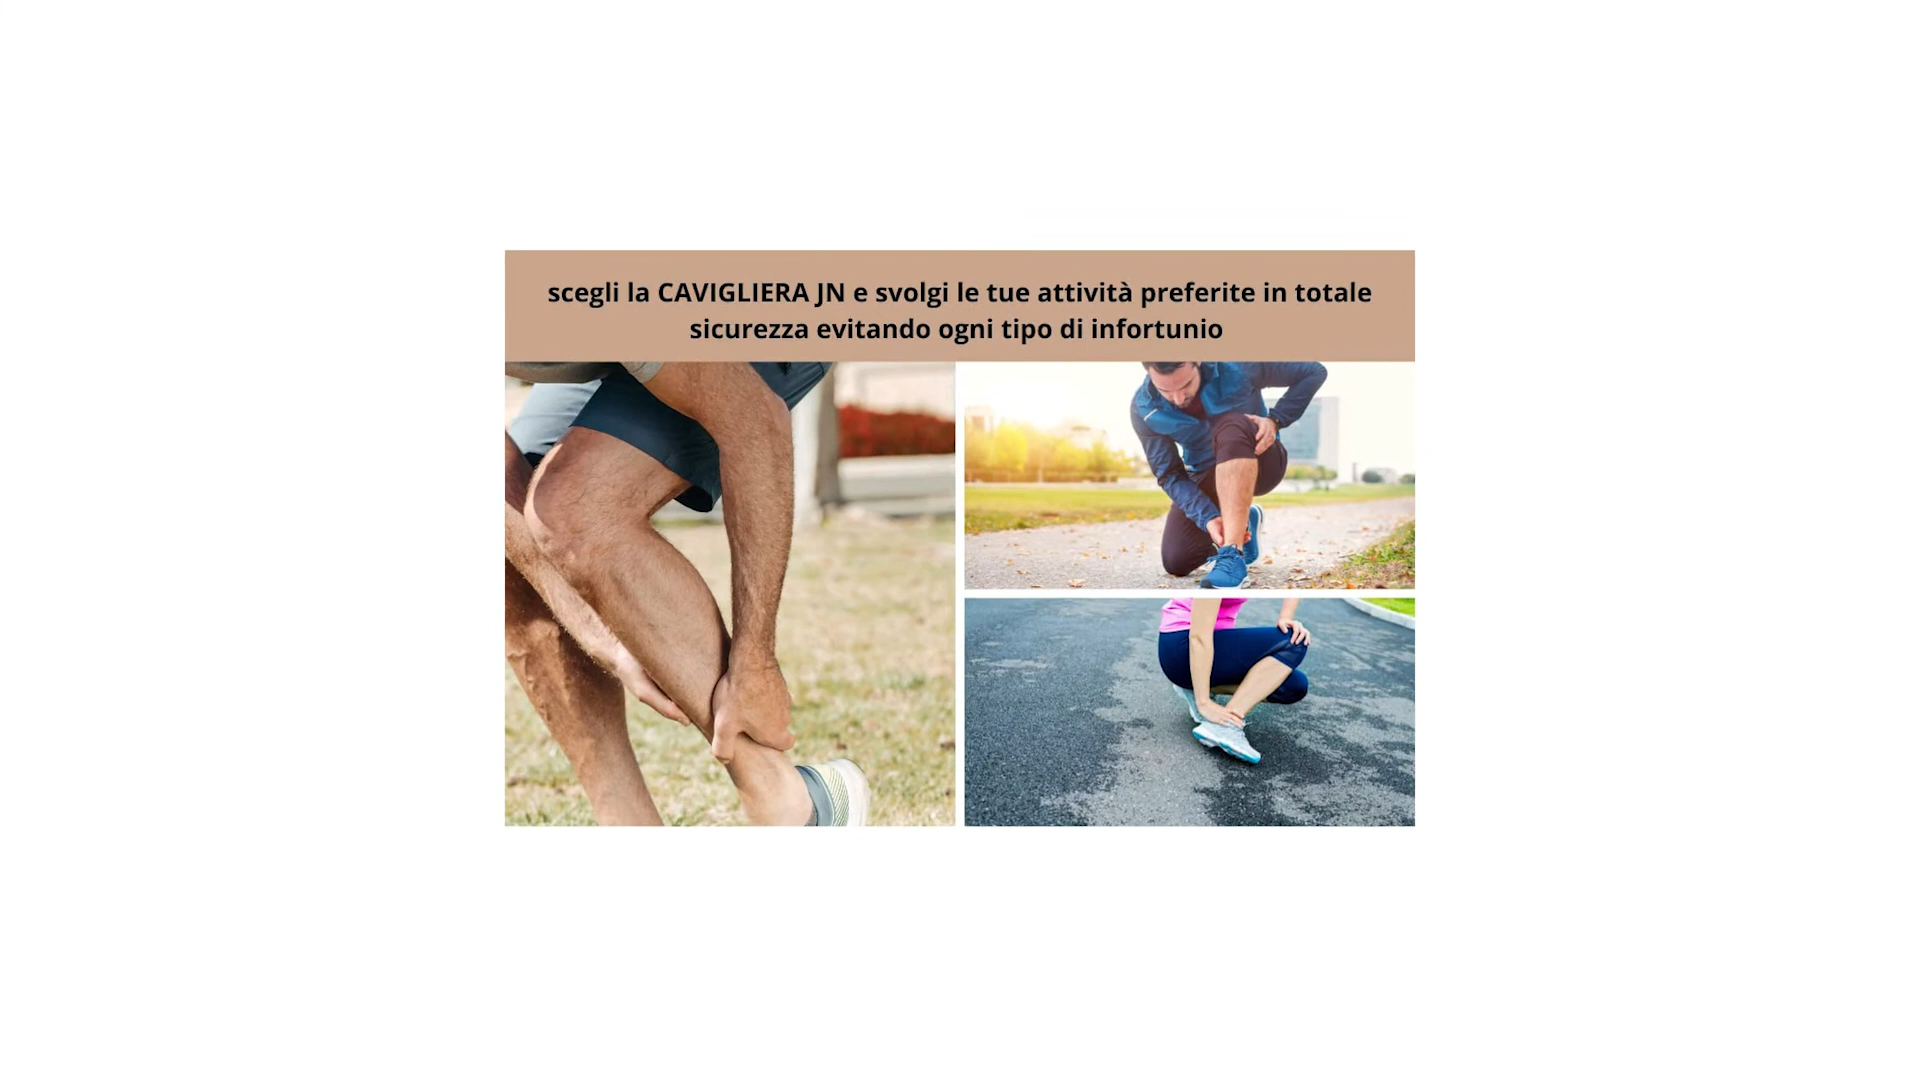 scegli la CAVIGLIERA JN e svolgi le tue attività preferite in totale
sicurezza evitando ogni tipo di infortunio